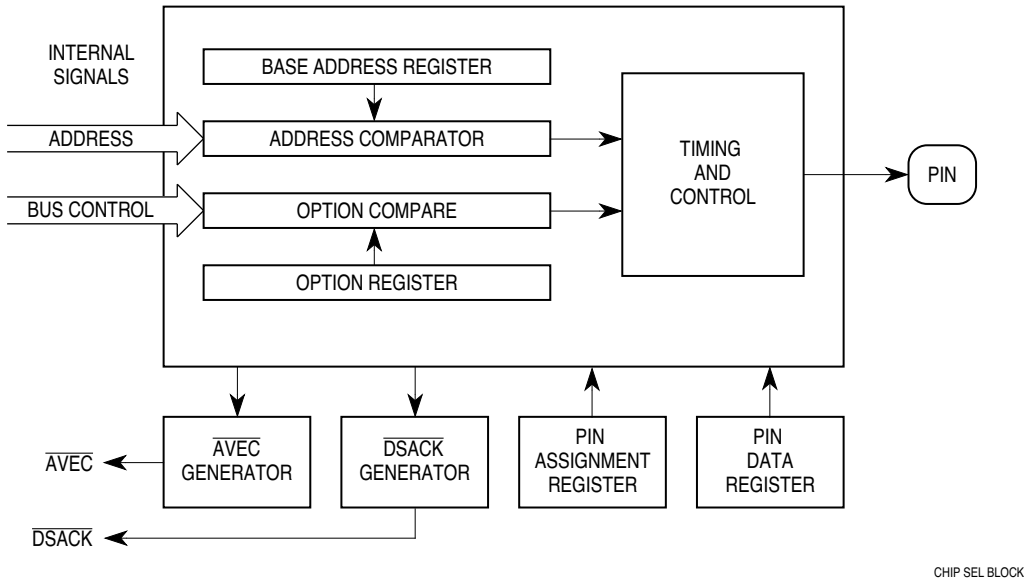 INTERNAL
SIGNALS
BASE ADDRESS REGISTER
ADDRESS
ADDRESS COMPARATOR
TIMING
AND
CONTROL
PIN
BUS CONTROL
OPTION COMPARE
OPTION REGISTER
AVEC
AVEC
GENERATOR
DSACK
GENERATOR
PIN
ASSIGNMENT
REGISTER
PIN
DATA
REGISTER
DSACK
CHIP SEL BLOCK